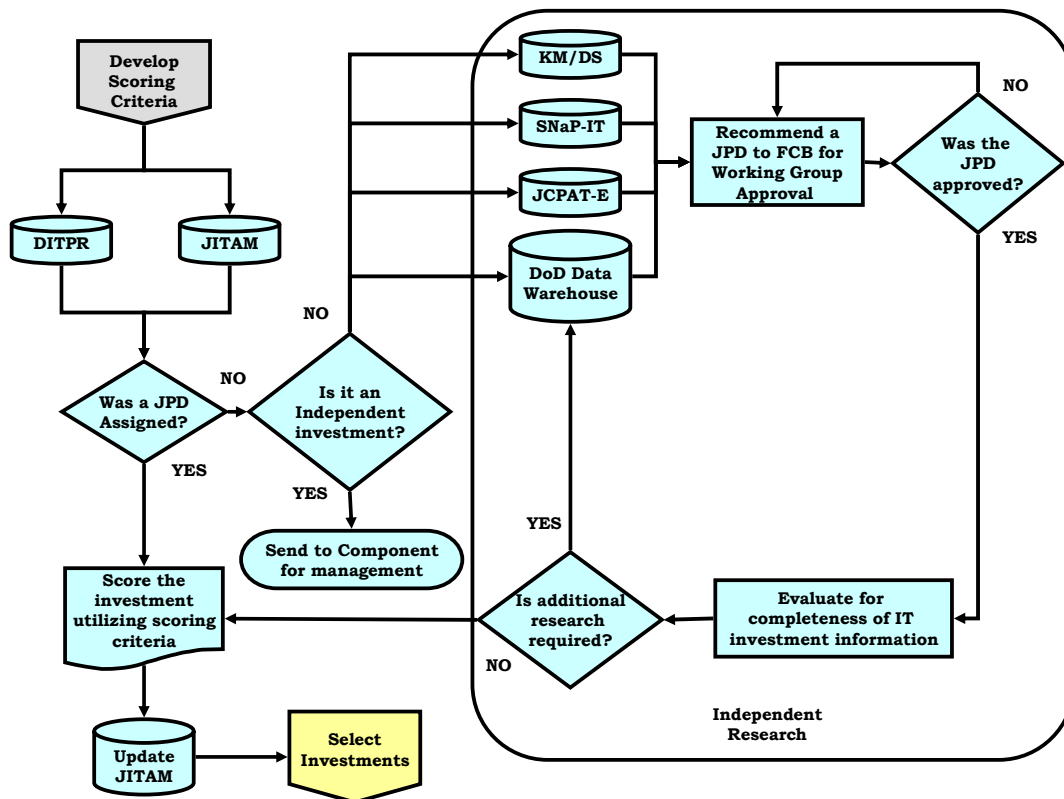 Develop
Scoring
Criteria
DITPR
JITAM
Was a JPD
Assigned?
NO
YES
Is it an
Independent
investment?
NO
YES
Send to Component
for management
KM/DS
SNaP-IT
JCPAT-E
DoD Data
Warehouse
Recommend a
JPD to FCB for
Working Group
Approval
NO
Was the
JPD
approved?
YES
Evaluate for
completeness of IT
investment information
YES
Is additional
research
required?
NO
Independent
Research
Score the
investment
utilizing scoring
criteria
Update
JITAM
Select
Investments